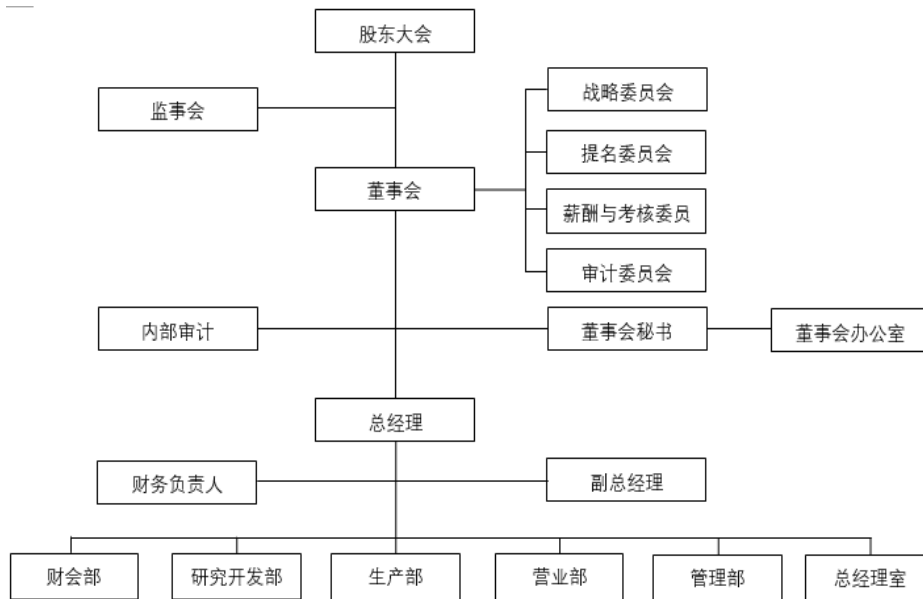 股东大会
监事会
战略委员会
提名委员会
董事会
薪酬与考核委员
审计委员会
内部审计
董事会秘书
董事会办公室
总经理
财务负责人
副总经理
财会部
研究开发部
生产部
营业部
管理部
总经理室